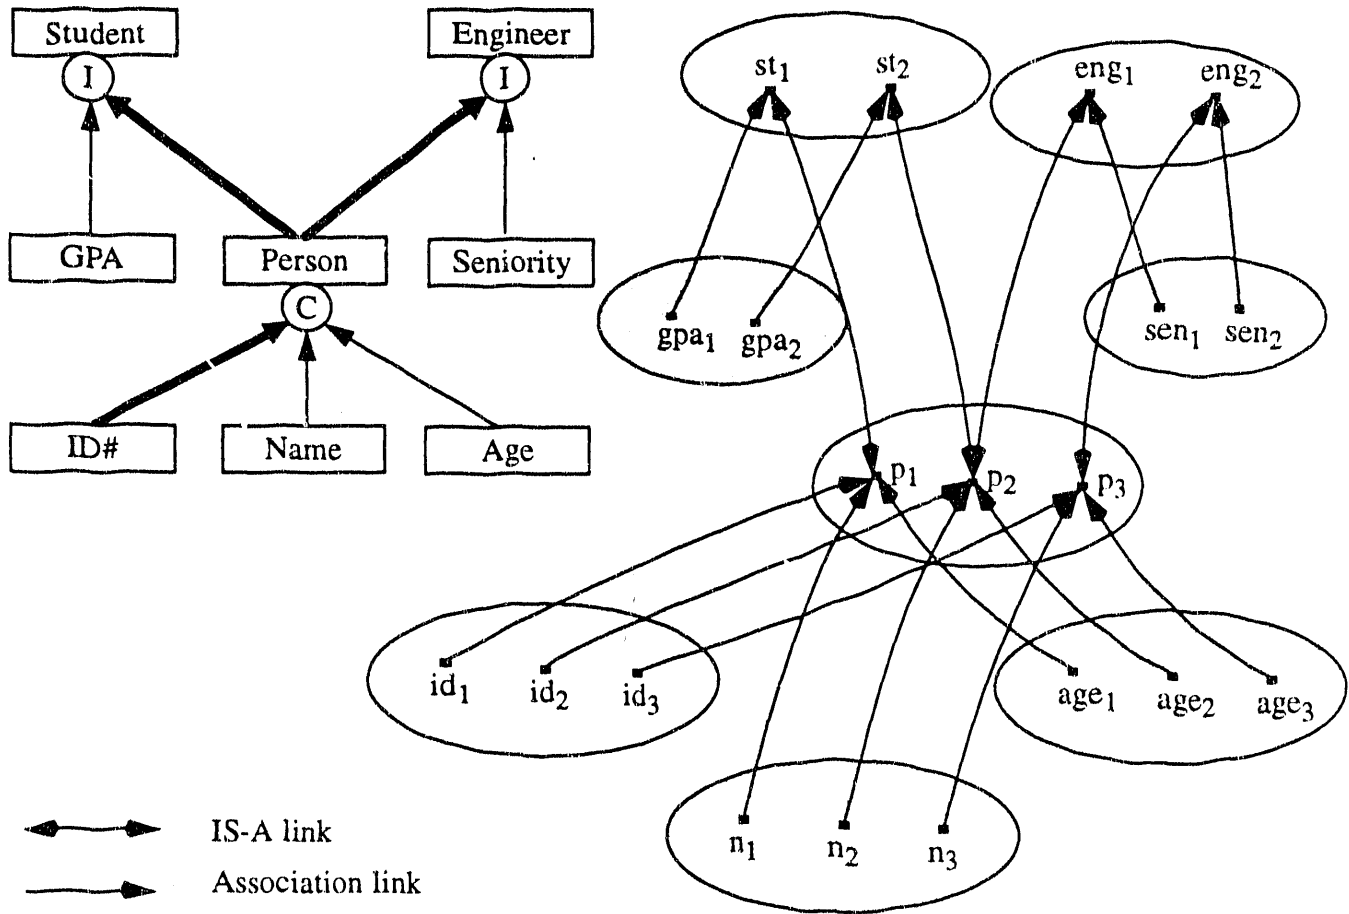 Student
Engineer
I
I
GPA
Person
Seniority
C
ID#
Name
Age
st1
st2
eng1
eng2
gpa1
gpa2
sen1
sen2
p1
p2
p3
id1
id2
id3
age1
age2
age3
n1
n2
n3
IS-A link
Association link